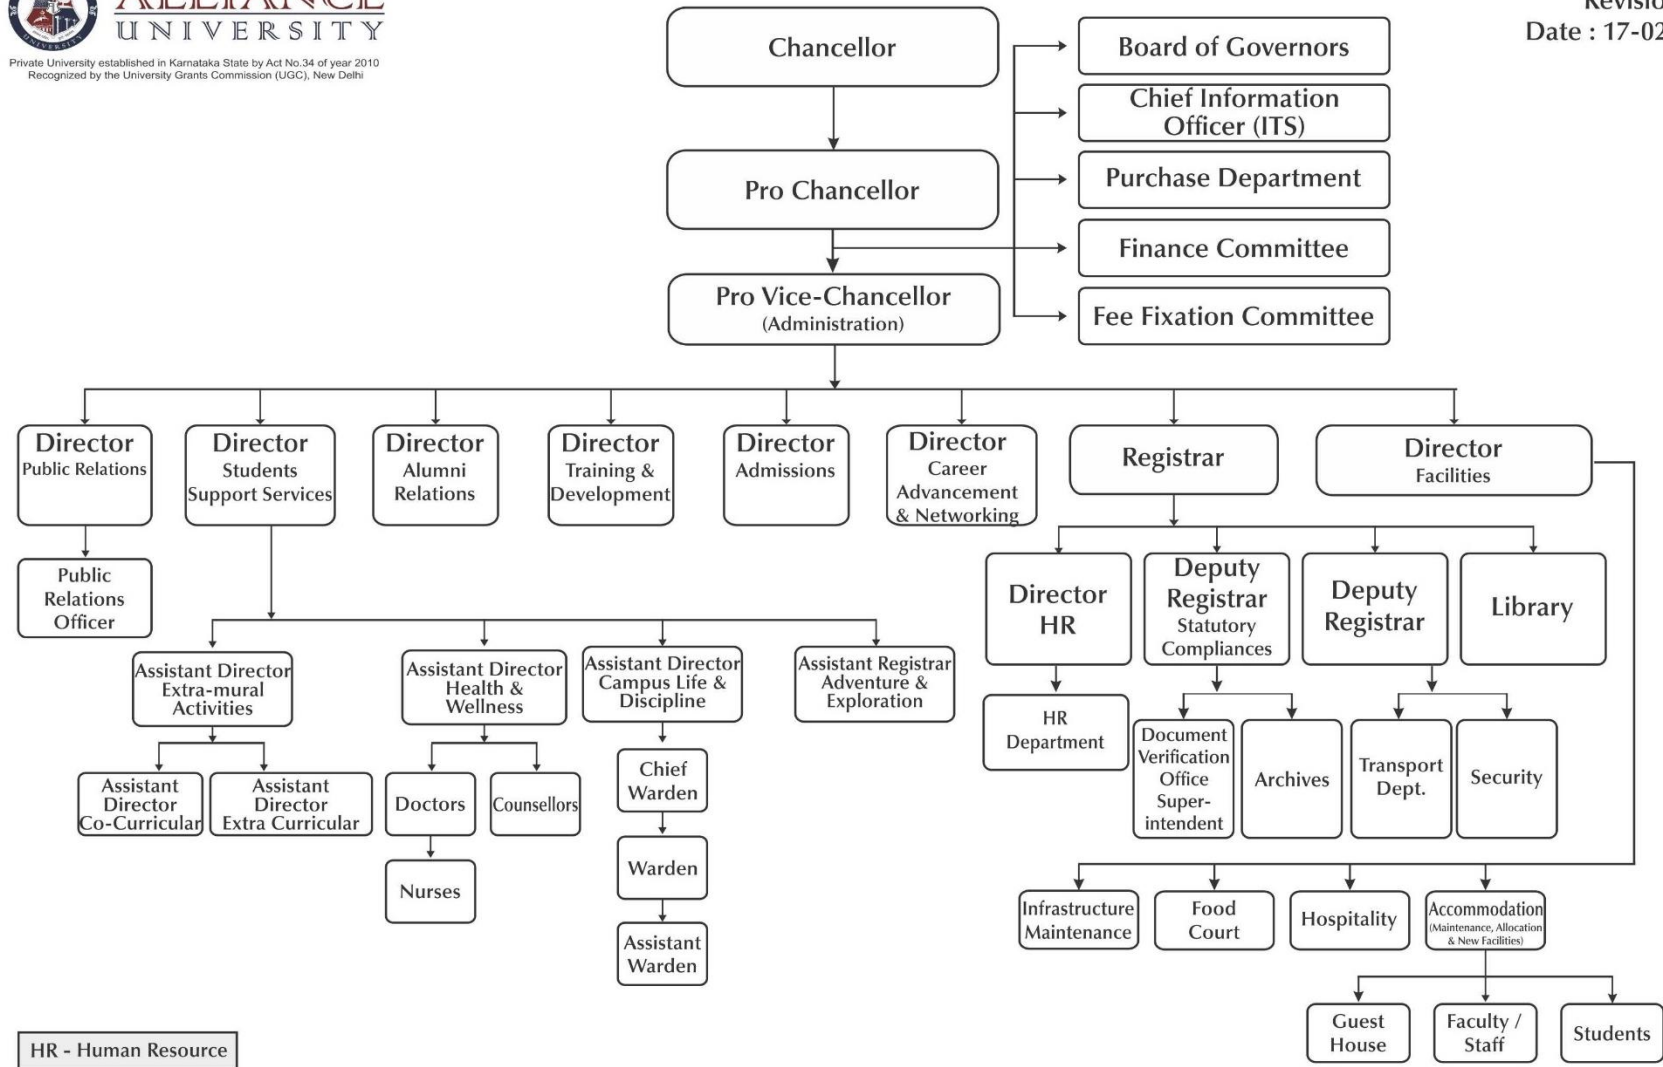 ALLIANCE
UNIVERSITY
UNIVERSITY
Private University established in Karnataka State by Act No.34 of year 2010
Recognized by the University Grants Commission (UGC), New Delhi
Date : 17-02
Chancellor
Pro Chancellor
Pro Vice-Chancellor
(Administration)
Board of Governors
Chief Information
Officer (ITS)
Purchase Department
Finance Committee
Fee Fixation Committee
Director
Public Relations
Director
Students
Support Services
Director
Alumni
Relations
Director
Training &
Development
Director
Admissions
Director
Career
Advancement
& Networking
Registrar
Director
Facilities
Public
Relations
Officer
Director
HR
Deputy
Registrar
Statutory
Compliances
Deputy
Registrar
Library
Assistant Director
Extra-mural
Activities
Assistant Director
Health &
Wellness
Assistant Director
Campus Life &
Discipline
Assistant Registrar
Adventure &
Exploration
HR
Department
Document
Verification
Office
Super-
intendent
Archives
Transport
Dept.
Security
Assistant
Director
Co-Curricular
Assistant
Director
Extra Curricular
Doctors
Counsellors
Chief
Warden
Nurses
Warden
Assistant
Warden
Infrastructure
Maintenance
Food
Court
Hospitality
Accommodation
(Maintenance, Allocation
& New Facilities)
Guest
House
Faculty /
Staff
Students
HR - Human Resource